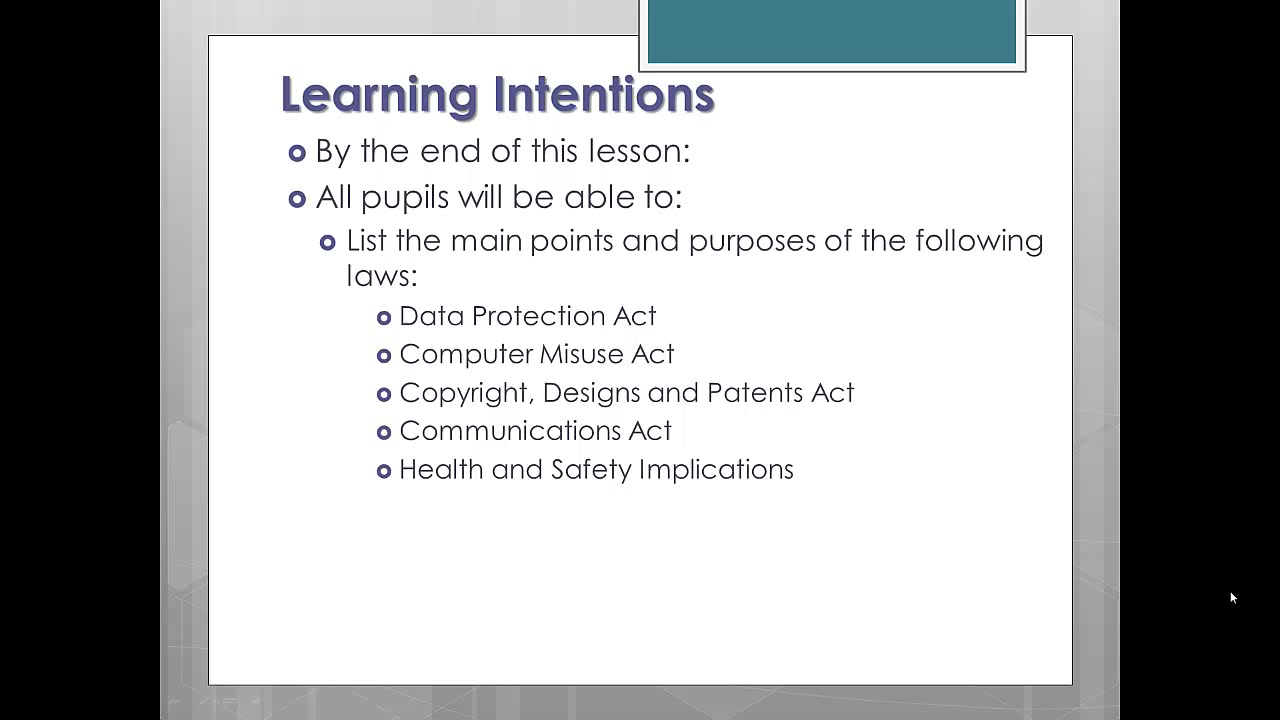 Learning Intentions
By the end of this lesson:
All pupils will be able to:
List the main points and purposes of the following
laws:
Data Protection Act
Computer Misuse Act
Copyright, Designs and Patents Act
Communications Act
Health and Safety Implications